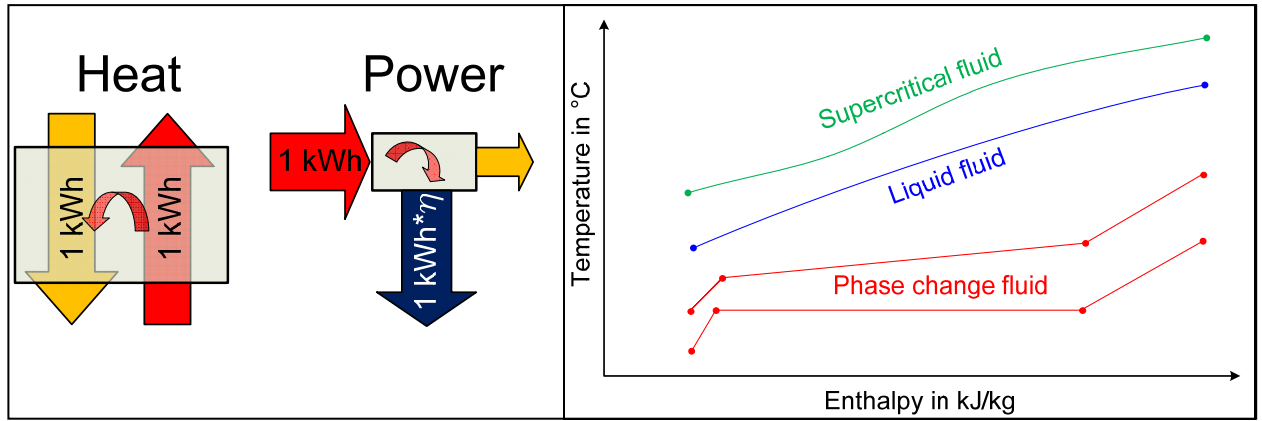 Heat
Power
1 kWh
1 kWh
1 kWh
1 kWh*η
Temperature in °C
Supercritical fluid
Liquid fluid
Phase change fluid
Enthalpy in kJ/kg